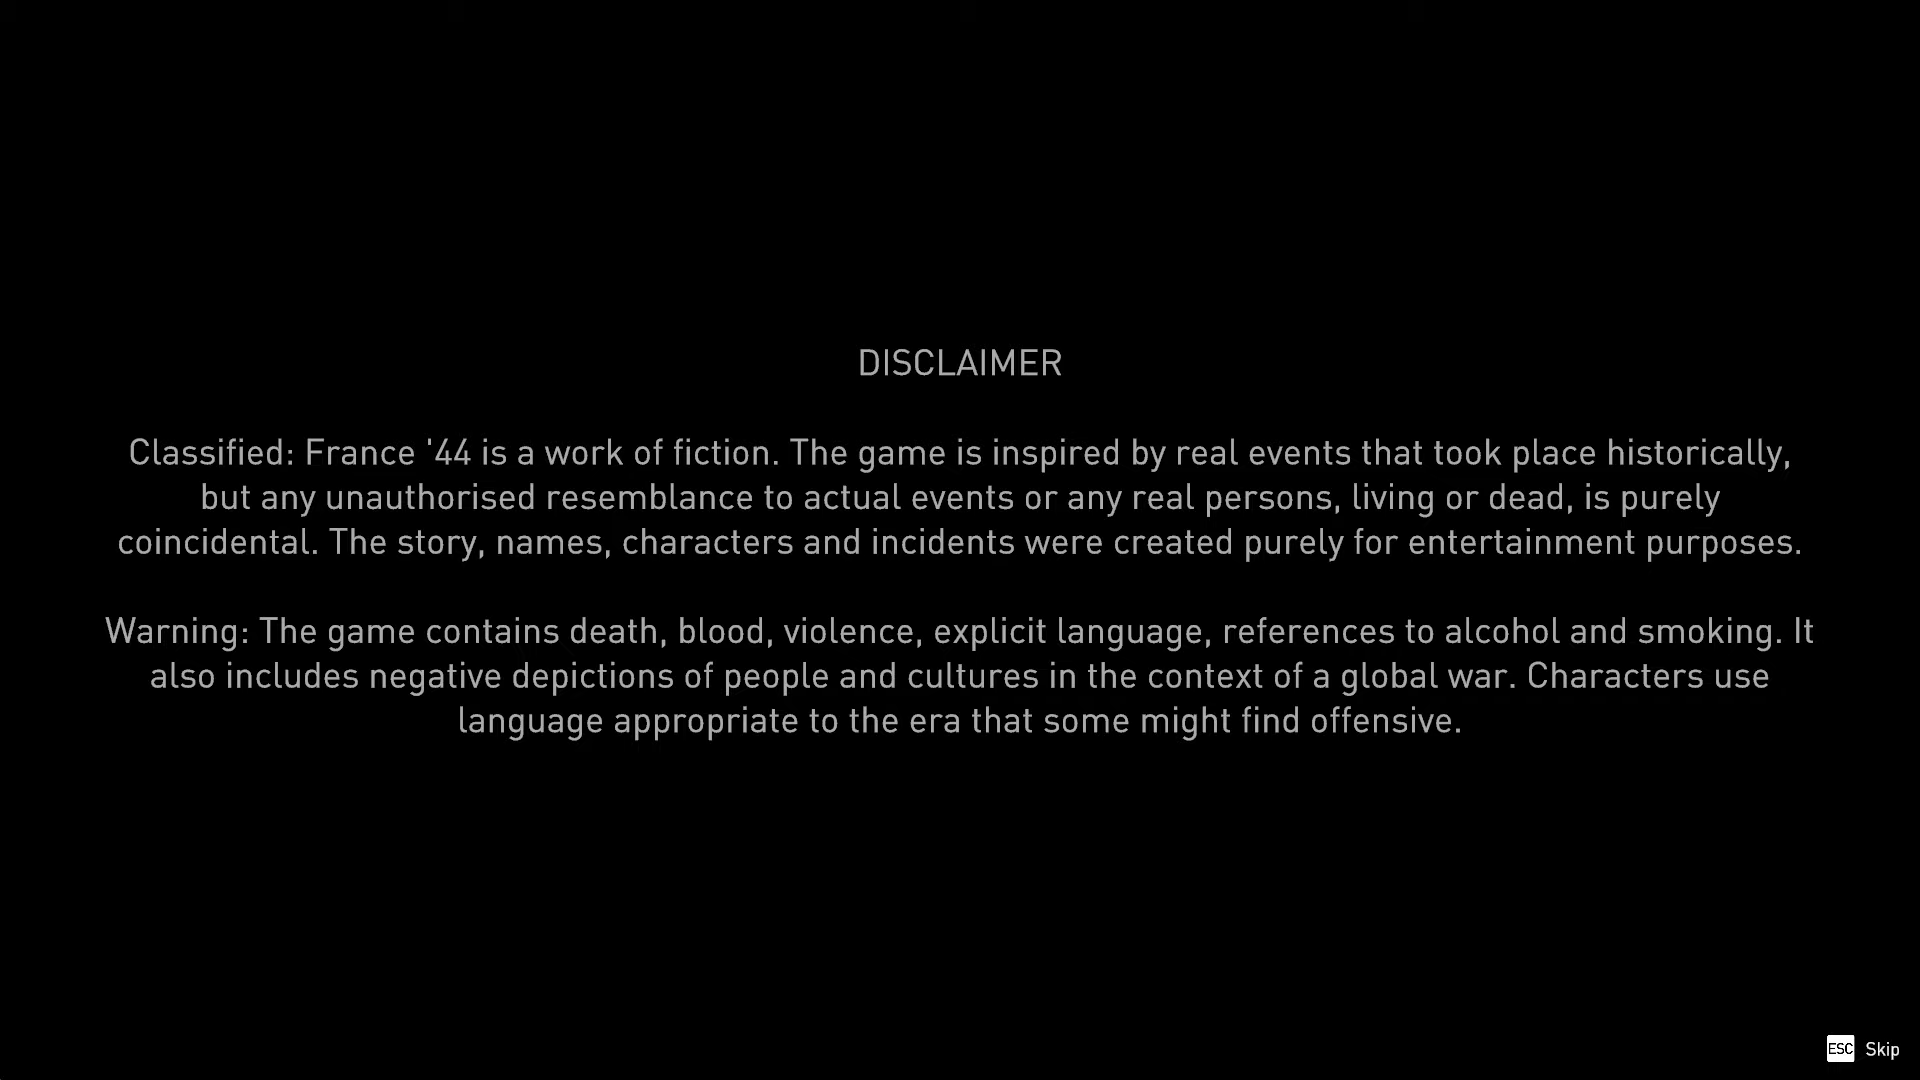 DISCLAIMER
Classified: France '44 is a work of fiction. The game is inspired by real events that took place historically,
but any unauthorised resemblance to actual events or any real persons, living or dead, is purely
coincidental. The story, names, characters and incidents were created purely for entertainment purposes.
Warning: The game contains death, blood, violence, explicit language, references to alcohol and smoking. It
also includes negative depictions of people and cultures in the context of a global war. Characters use
language appropriate to the era that some might find offensive.
ESC Skip